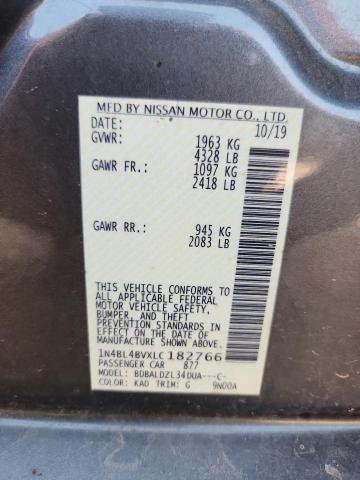 MFD BY NISSAN MOTOR CO., LTD.
DATE: 10/19
GVWR: 1963 KG
4328 LB
GAWR FR.: 1097 KG
2418 LB
GAWR RR.: 945 KG
2083 LB
THIS VEHICLE CONFORMS TO
ALL APPLICABLE FEDERAL
MOTOR VEHICLE SAFETY,
BUMPER, AND THEFT
PREVENTION STANDARDS IN
EFFECT ON THE DATE OF
MANUFACTURE SHOWN ABOVE.
1N4BL4BVXLC182766
PASSENGER CAR 877
MODEL: BDBALDZL34DUA---C-
COLOR: KAD TRIM: G 9N00A